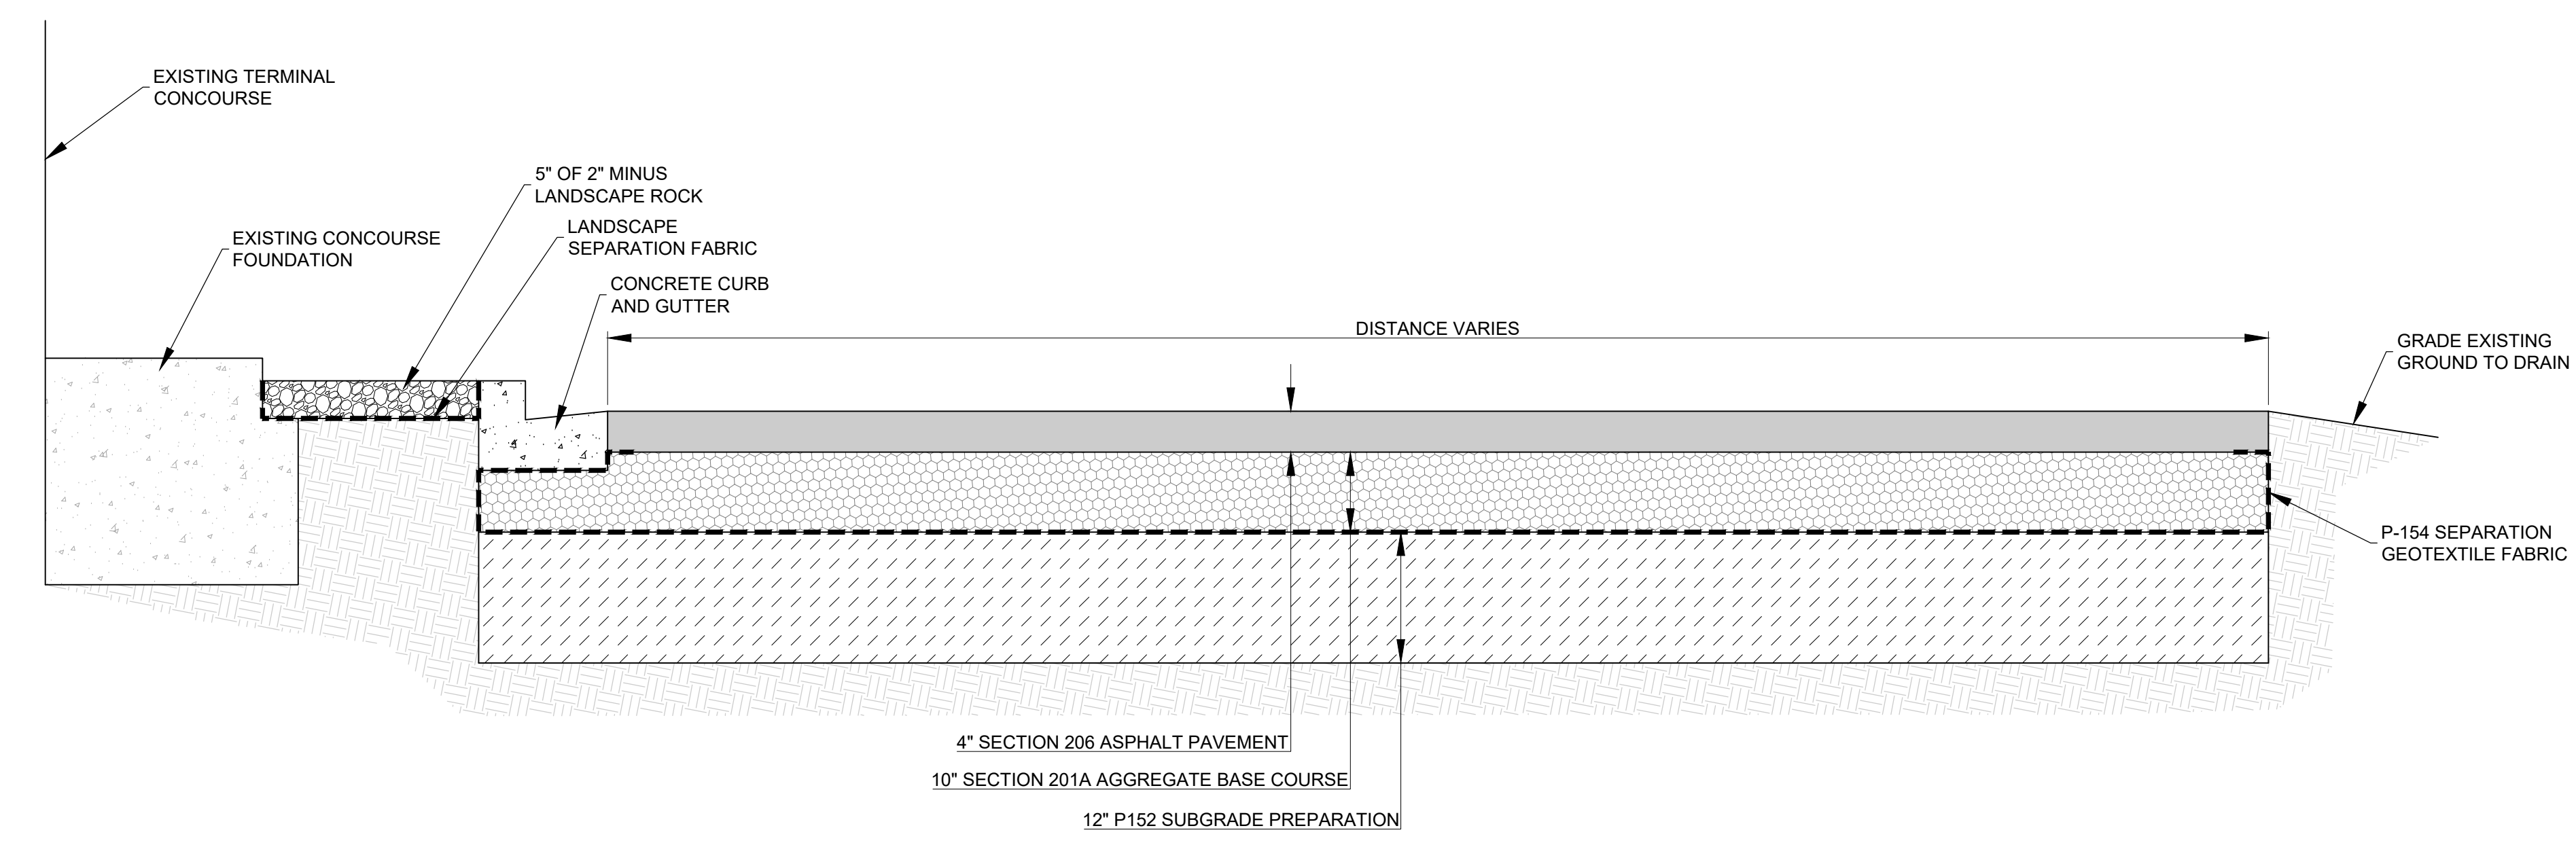 EXISTING TERMINAL
CONCOURSE
5" OF 2" MINUS
LANDSCAPE ROCK
LANDSCAPE
SEPARATION FABRIC
EXISTING CONCOURSE
FOUNDATION
CONCRETE CURB
AND GUTTER
DISTANCE VARIES
GRADE EXISTING
GROUND TO DRAIN
P-154 SEPARATION
GEOTEXTILE FABRIC
4" SECTION 206 ASPHALT PAVEMENT
10" SECTION 201A AGGREGATE BASE COURSE
12" P152 SUBGRADE PREPARATION